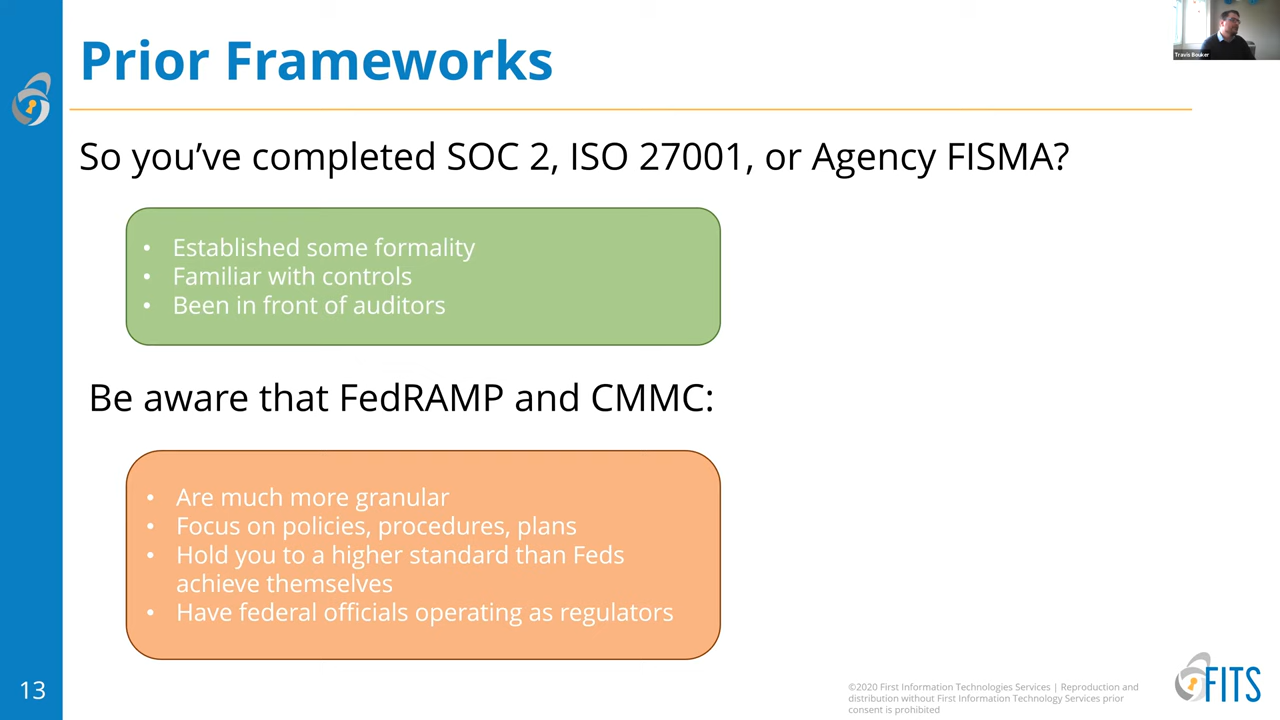 Prior Frameworks
Travis Bouker
So you’ve completed SOC 2, ISO 27001, or Agency FISMA?
• Established some formality
• Familiar with controls
• Been in front of auditors
Be aware that FedRAMP and CMMC:
• Are much more granular
• Focus on policies, procedures, plans
• Hold you to a higher standard than Feds
achieve themselves
• Have federal officials operating as regulators
13
©2020 First Information Technologies Services | Reproduction and
distribution without First Information Technology Services prior
consent is prohibited
FITS